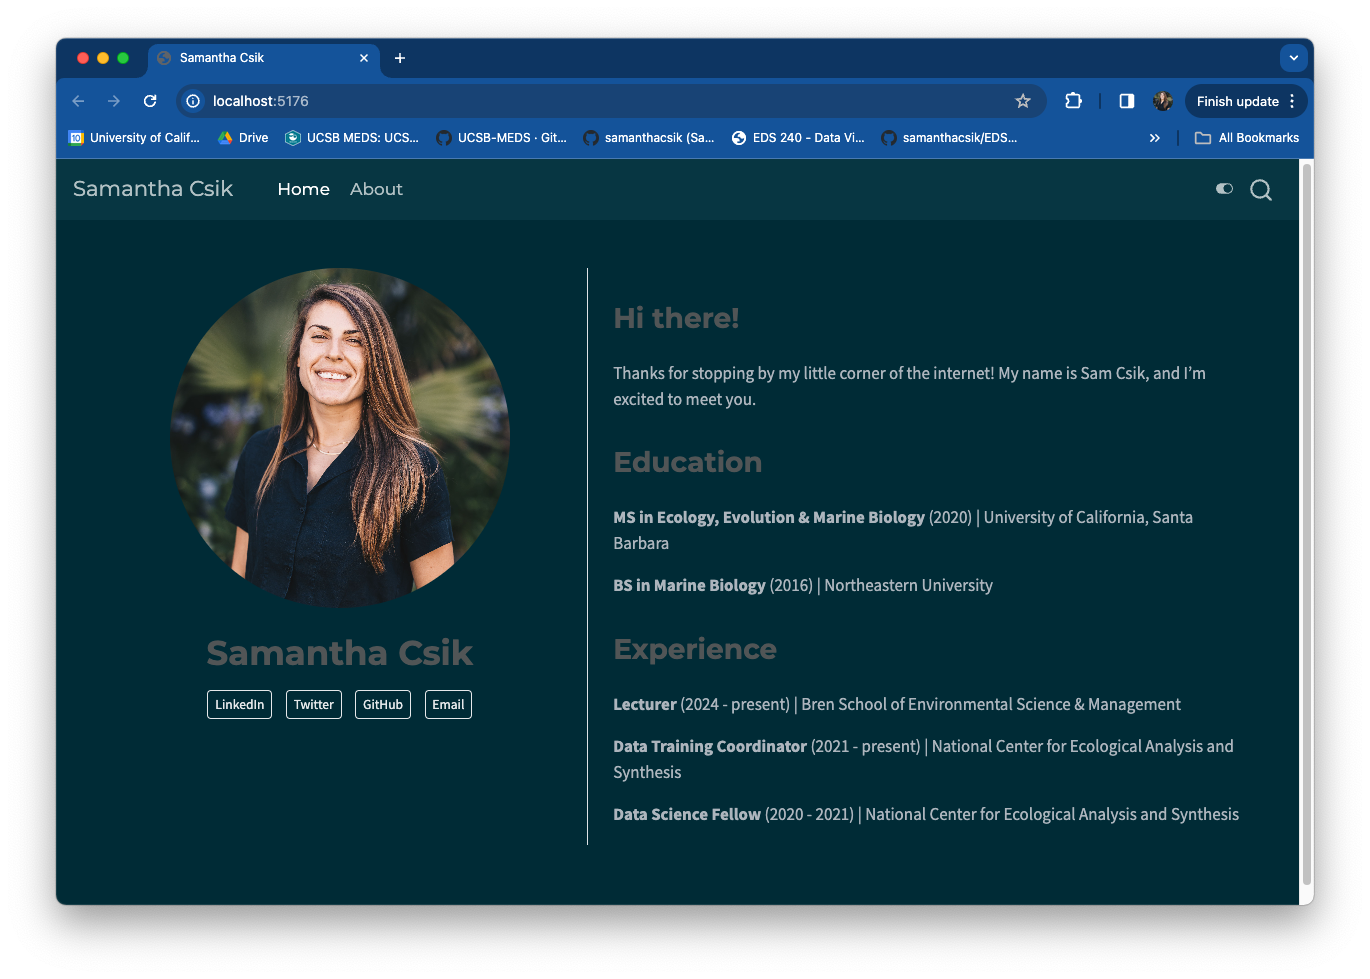 Samantha Csik
localhost:5176
Finish update
10
University of Calif...
Drive
UCSB MEDS: UCS...
UCSB-MEDS · Git...
samanthacsik (Sa...
EDS 240 - Data Vi...
samanthacsik/EDS...
»
All Bookmarks
Samantha Csik
Home
About
Samantha Csik
LinkedIn
Twitter
GitHub
Email
Hi there!
Thanks for stopping by my little corner of the internet! My name is Sam Csik, and I’m
excited to meet you.
Education
MS in Ecology, Evolution & Marine Biology (2020) | University of California, Santa
Barbara
BS in Marine Biology (2016) | Northeastern University
Experience
Lecturer (2024 - present) | Bren School of Environmental Science & Management
Data Training Coordinator (2021 - present) | National Center for Ecological Analysis and
Synthesis
Data Science Fellow (2020 - 2021) | National Center for Ecological Analysis and Synthesis